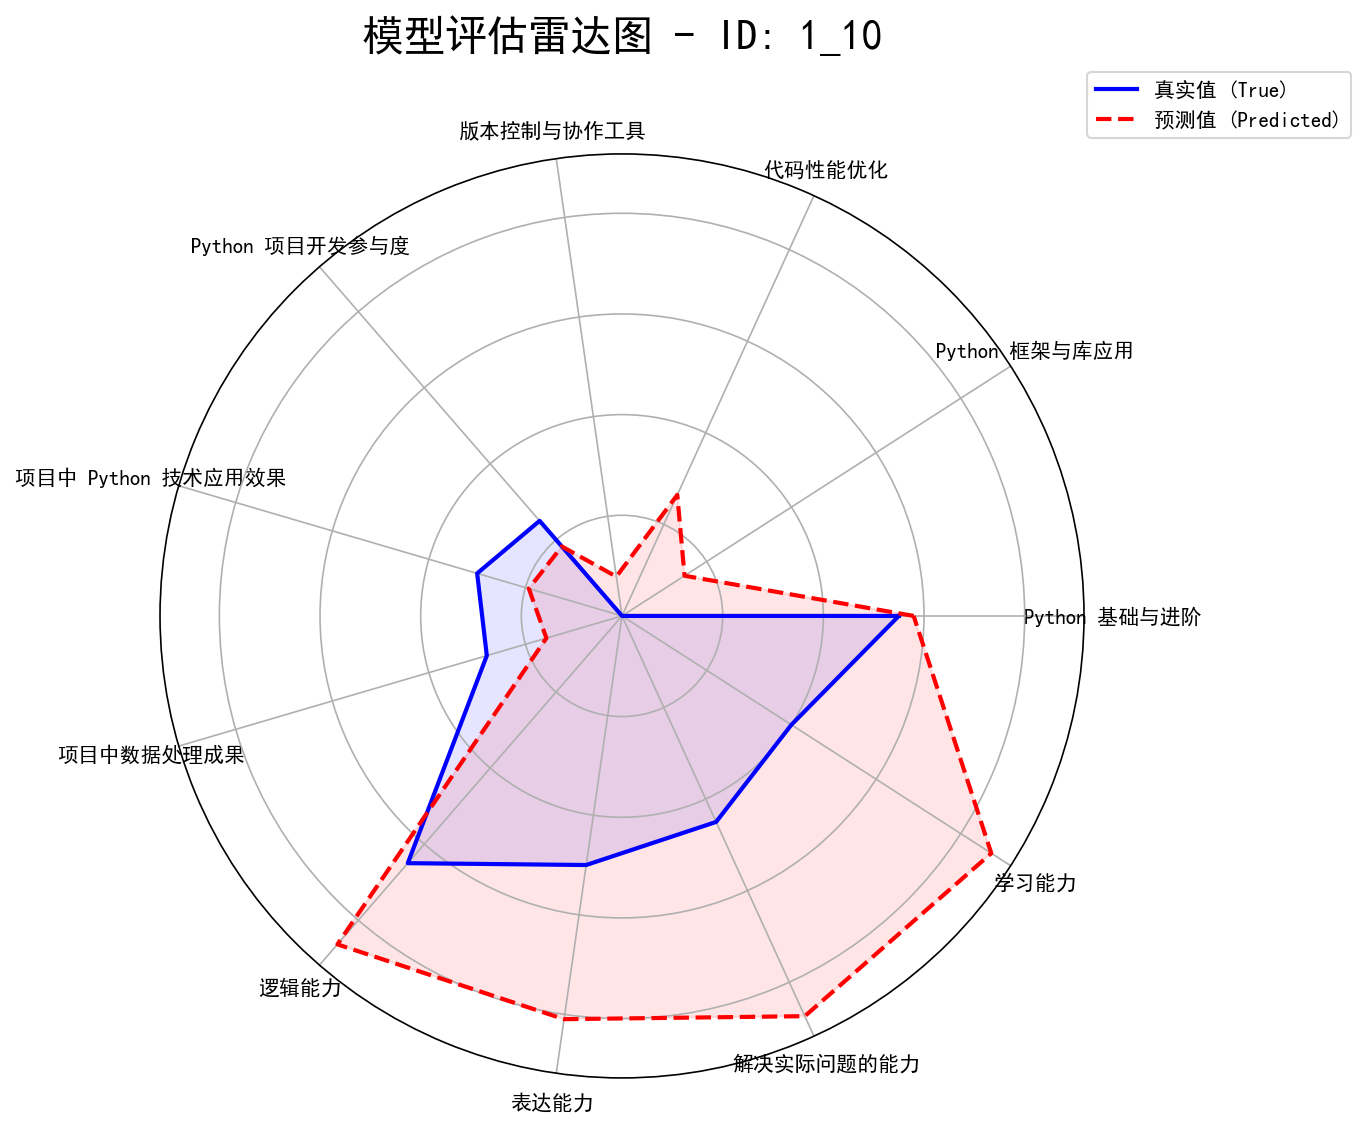 模型评估雷达图 - ID: 1_10
真实值 (True)
预测值 (Predicted)
版本控制与协作工具
代码性能优化
Python 项目开发参与度
Python 框架与库应用
项目中 Python 技术应用效果
Python 基础与进阶
项目中数据处理成果
学习能力
逻辑能力
解决实际问题的能力
表达能力